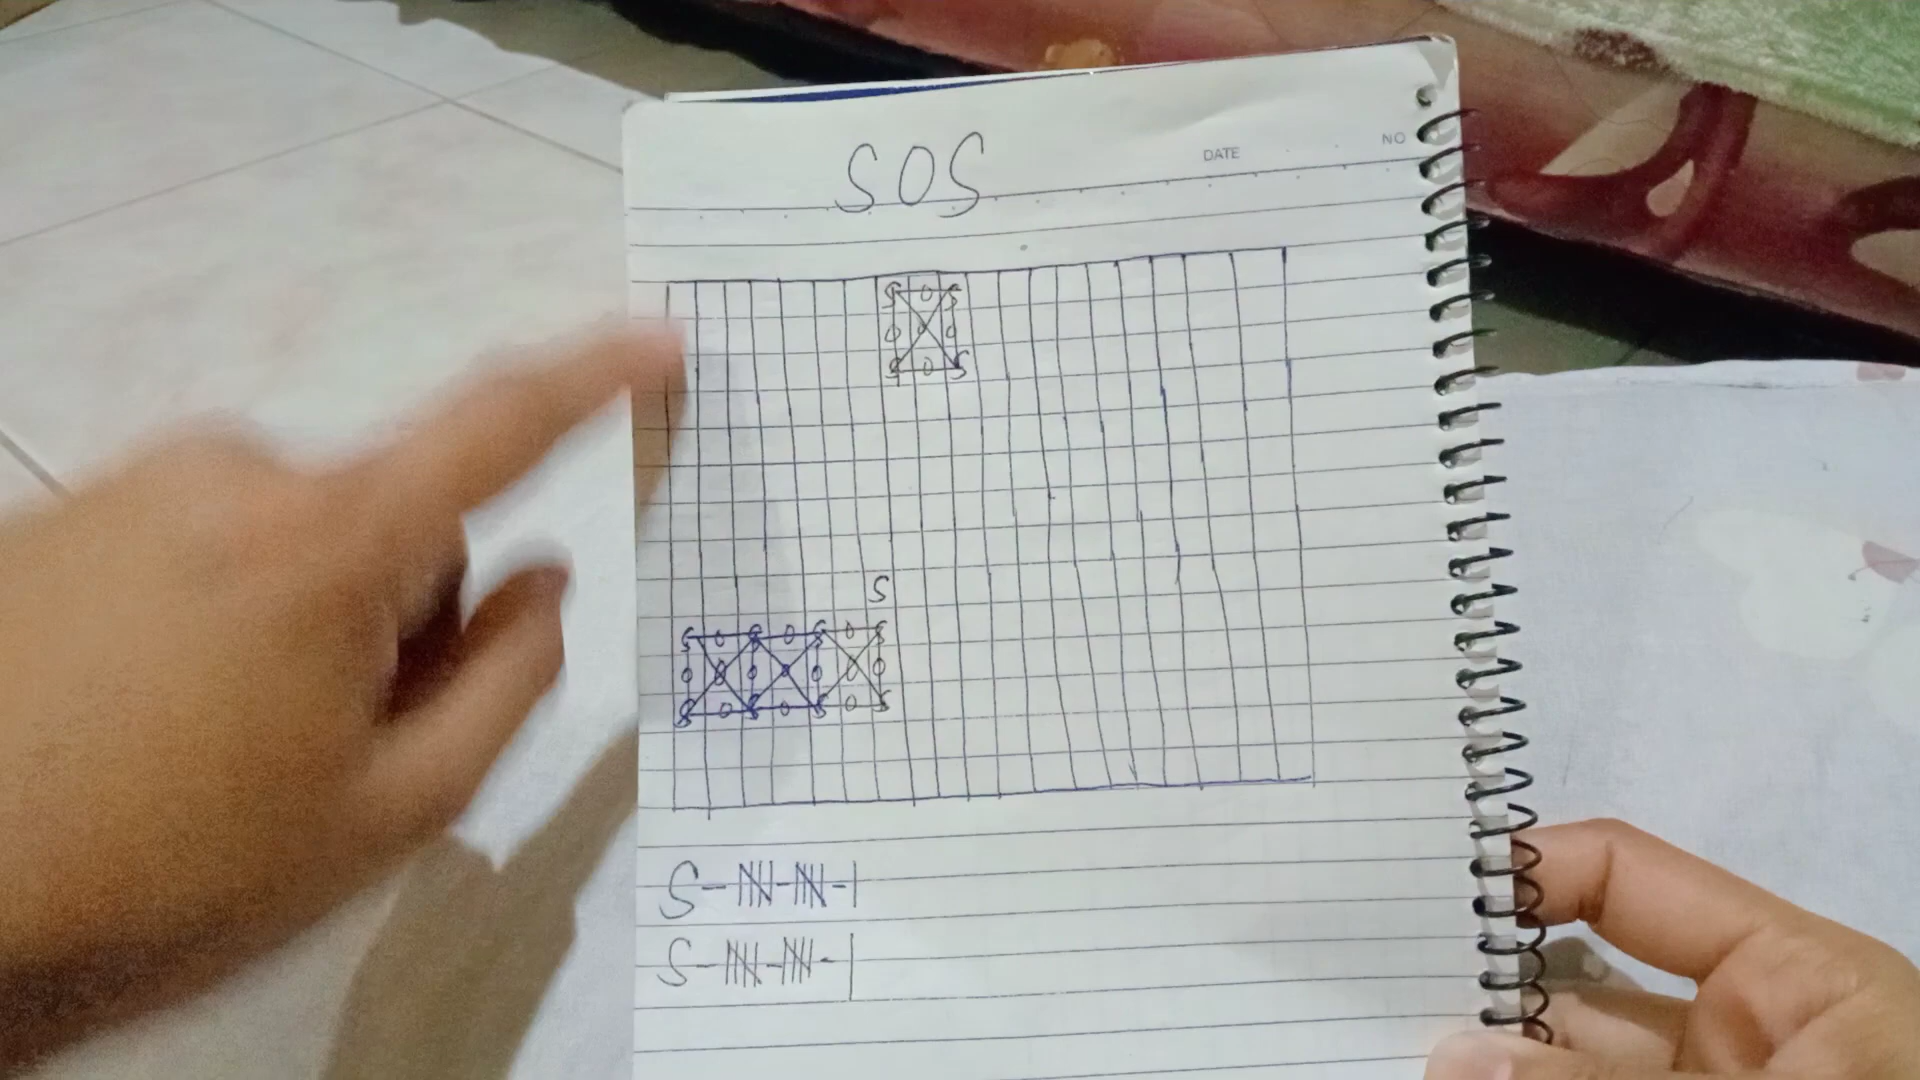 SOS
DATE
NO
S O S
O O O
S O S
S
S O S O S O S
O O O O O O O
S O S O S O S
S-
S-